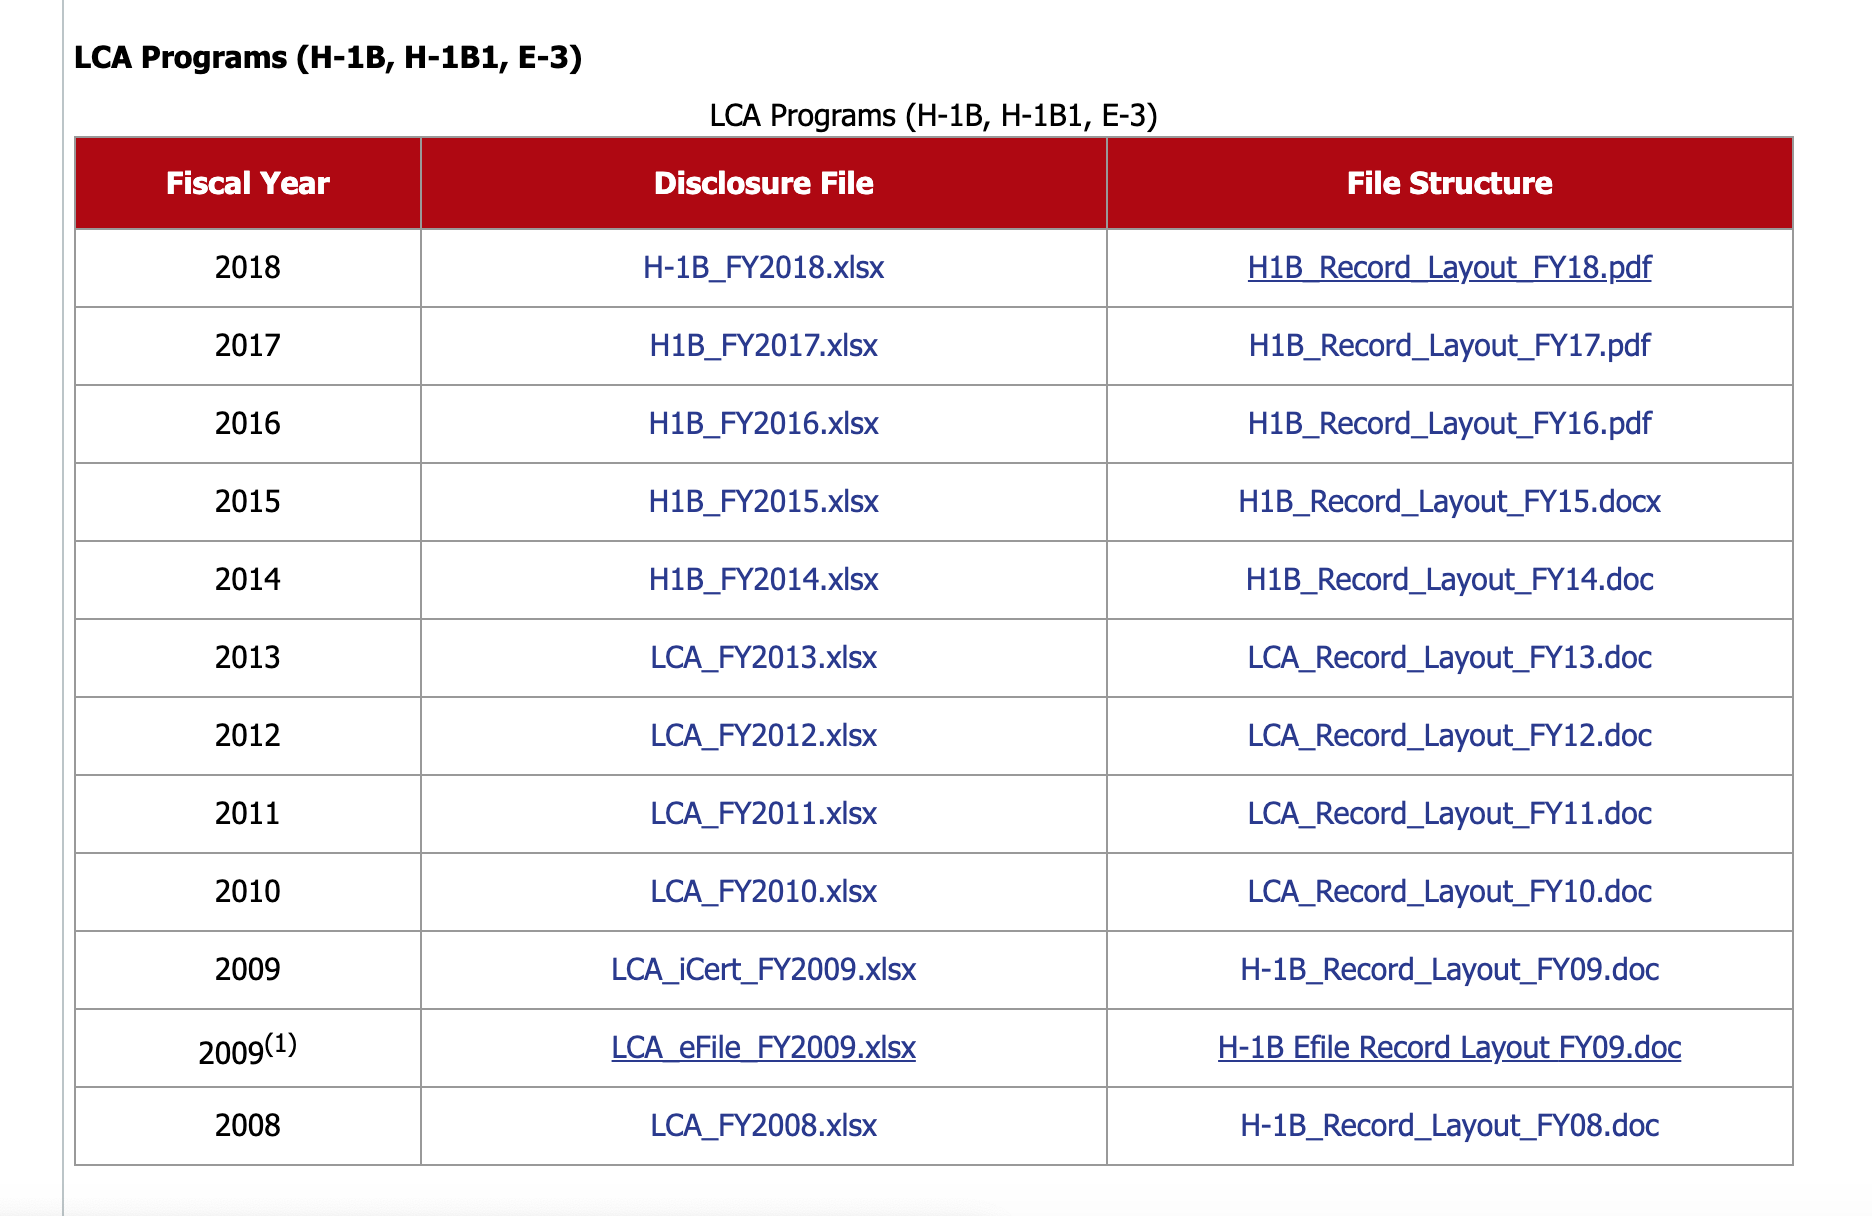 LCA Programs (H-1B, H-1B1, E-3)
LCA Programs (H-1B, H-1B1, E-3)
Fiscal Year Disclosure File File Structure
2018 H-1B_FY2018.xlsx H1B_Record_Layout_FY18.pdf
2017 H1B_FY2017.xlsx H1B_Record_Layout_FY17.pdf
2016 H1B_FY2016.xlsx H1B_Record_Layout_FY16.pdf
2015 H1B_FY2015.xlsx H1B_Record_Layout_FY15.docx
2014 H1B_FY2014.xlsx H1B_Record_Layout_FY14.doc
2013 LCA_FY2013.xlsx LCA_Record_Layout_FY13.doc
2012 LCA_FY2012.xlsx LCA_Record_Layout_FY12.doc
2011 LCA_FY2011.xlsx LCA_Record_Layout_FY11.doc
2010 LCA_FY2010.xlsx LCA_Record_Layout_FY10.doc
2009 LCA_iCert_FY2009.xlsx H-1B_Record_Layout_FY09.doc
2009(1) LCA_eFile_FY2009.xlsx H-1B Efile Record Layout FY09.doc
2008 LCA_FY2008.xlsx H-1B_Record_Layout_FY08.doc